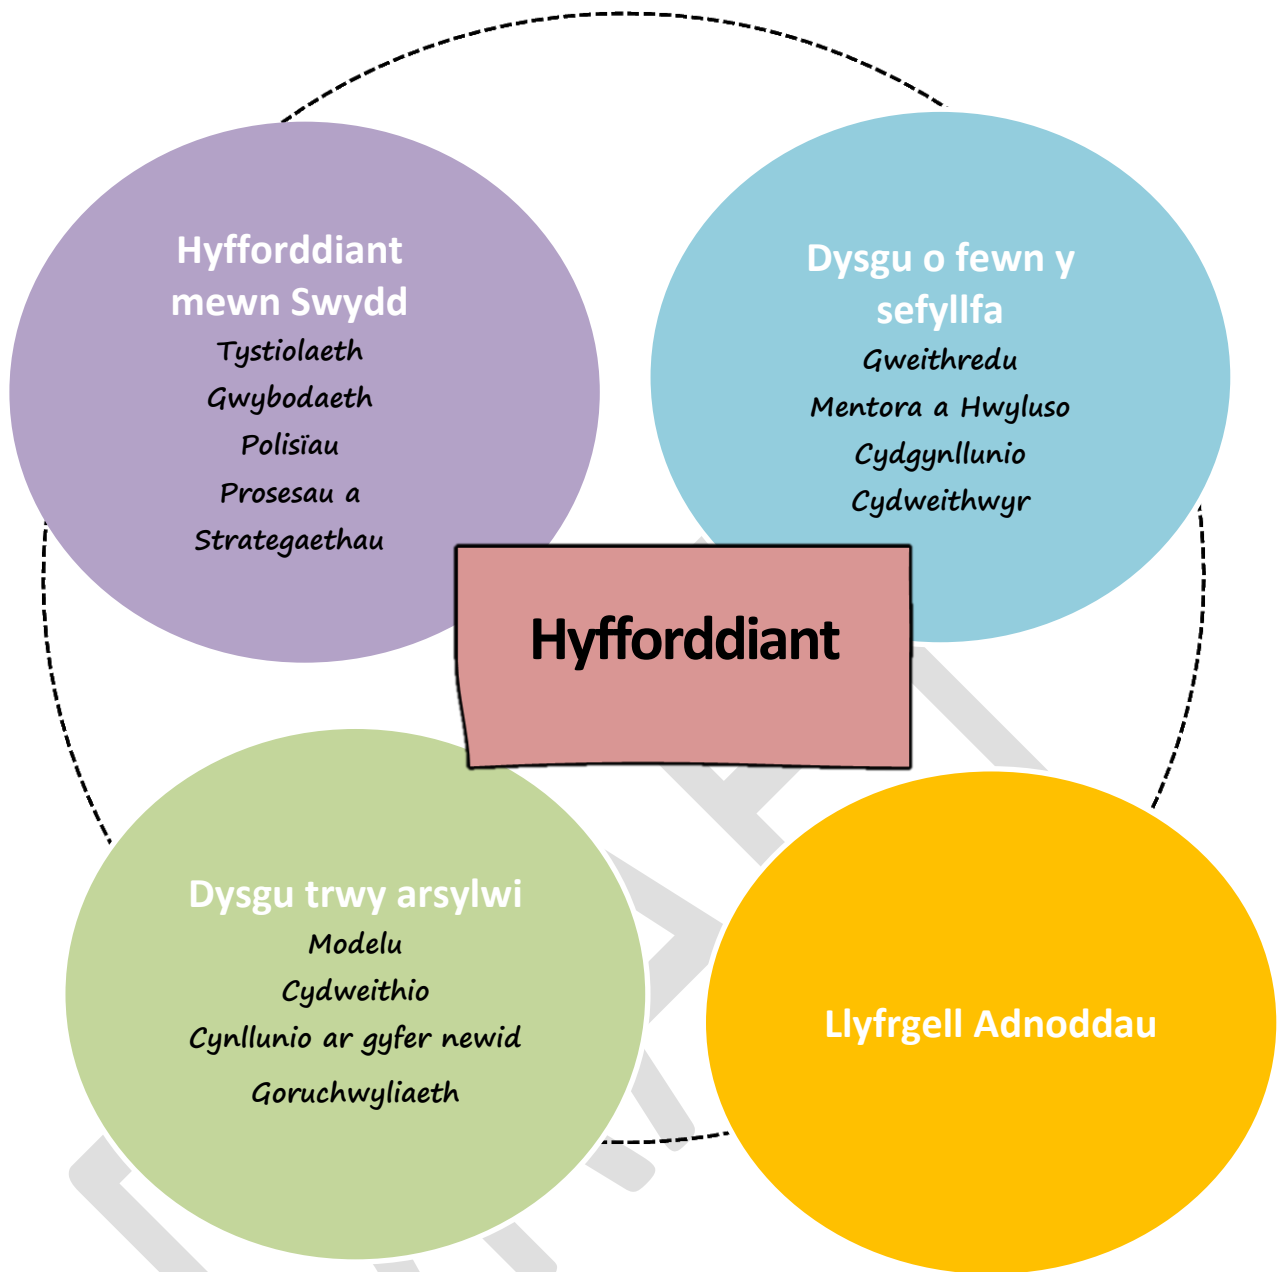 Hyfforddiant
mewn Swydd
Tystiolaeth
Gwybodaeth
Polisïau
Prosesau a
Strategaethau
Dysgu o fewn y
sefyllfa
Gweithredu
Mentora a Hwyluso
Cydgynllunio
Cydweithwyr
Hyfforddiant
Dysgu trwy arsylwi
Modelu
Cydweithio
Cynllunio ar gyfer newid
Goruchwyliaeth
Llyfrgell Adnoddau